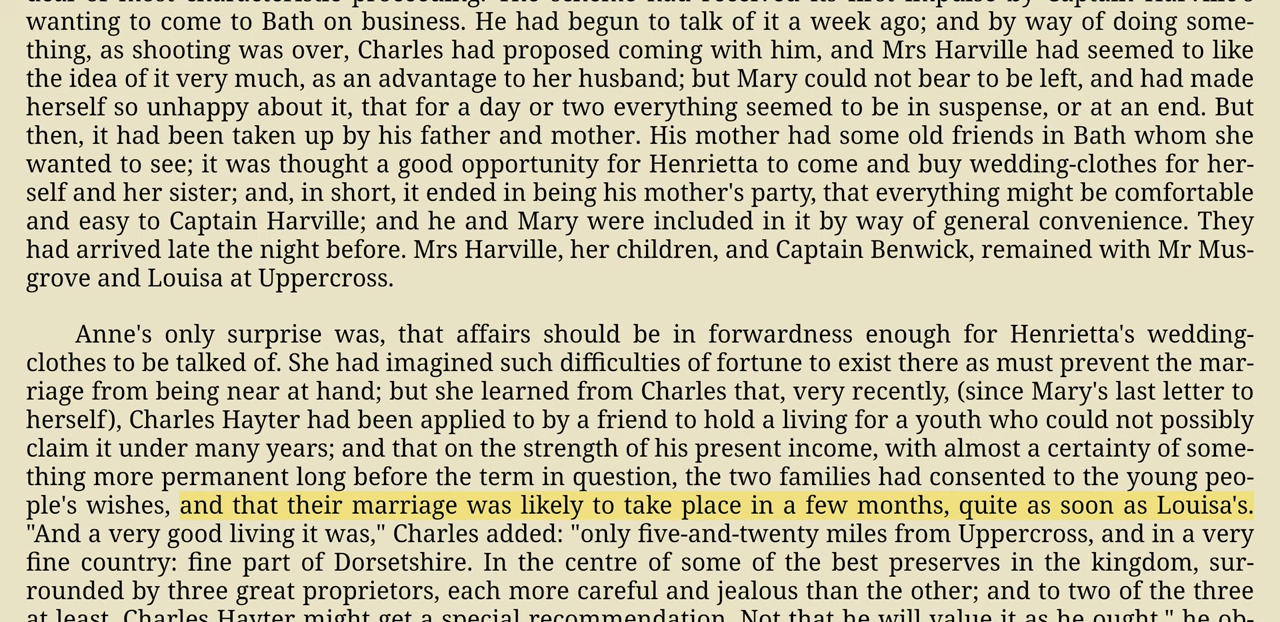 wanting to come to Bath on business. He had begun to talk of it a week ago; and by way of doing some-
thing, as shooting was over, Charles had proposed coming with him, and Mrs Harville had seemed to like
the idea of it very much, as an advantage to her husband; but Mary could not bear to be left, and had made
herself so unhappy about it, that for a day or two everything seemed to be in suspense, or at an end. But
then, it had been taken up by his father and mother. His mother had some old friends in Bath whom she
wanted to see; it was thought a good opportunity for Henrietta to come and buy wedding-clothes for her-
self and her sister; and, in short, it ended in being his mother's party, that everything might be comfortable
and easy to Captain Harville; and he and Mary were included in it by way of general convenience. They
had arrived late the night before. Mrs Harville, her children, and Captain Benwick, remained with Mr Mus-
grove and Louisa at Uppercross.
Anne's only surprise was, that affairs should be in forwardness enough for Henrietta's wedding-
clothes to be talked of. She had imagined such difficulties of fortune to exist there as must prevent the mar-
riage from being near at hand; but she learned from Charles that, very recently, (since Mary's last letter to
herself), Charles Hayter had been applied to by a friend to hold a living for a youth who could not possibly
claim it under many years; and that on the strength of his present income, with almost a certainty of some-
thing more permanent long before the term in question, the two families had consented to the young peo-
ple's wishes, and that their marriage was likely to take place in a few months, quite as soon as Louisa's.
"And a very good living it was," Charles added: "only five-and-twenty miles from Uppercross, and in a very
fine country: fine part of Dorsetshire. In the centre of some of the best preserves in the kingdom, sur-
rounded by three great proprietors, each more careful and jealous than the other; and to two of the three
at least, Charles Hayter might get a special recommendation. Not that he will value it as he ought," he ob-